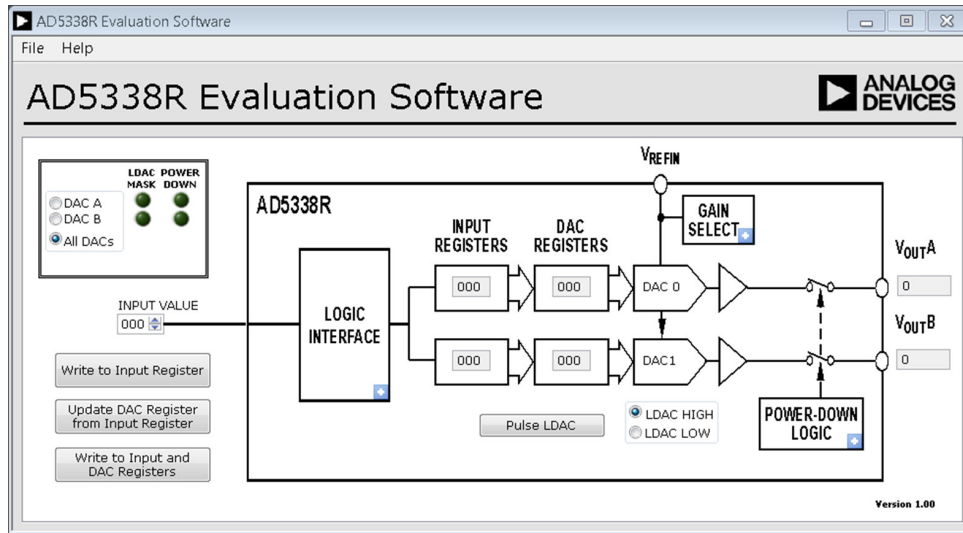 AD5338R Evaluation Software
File Help
AD5338R Evaluation Software
ANALOG
DEVICES
LDAC POWER
MASK DOWN
DAC A
DAC B
All DACs
INPUT VALUE
000
Write to Input Register
Update DAC Register
from Input Register
Write to Input and
DAC Registers
AD5338R
LOGIC
INTERFACE
INPUT
REGISTERS
DAC
REGISTERS
VREFIN
GAIN
SELECT
000
000
DAC 0
000
000
DAC1
VOUTA
0
VOUTB
0
Pulse LDAC
LDAC HIGH
LDAC LOW
POWER-DOWN
LOGIC
Version 1.00